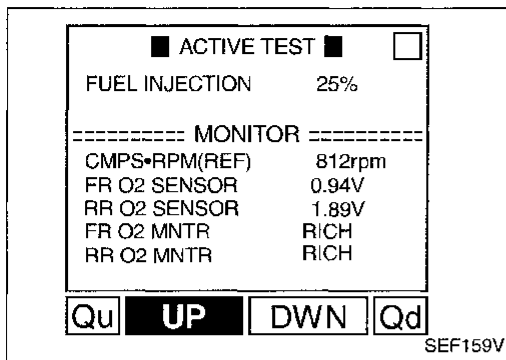 ■ ACTIVE TEST ■
FUEL INJECTION 25%
========== MONITOR =========
CMPS•RPM(REF) 812rpm
FR O2 SENSOR 0.94V
RR O2 SENSOR 1.89V
FR O2 MNTR RICH
RR O2 MNTR RICH
Qu UP DWN Qd
SEF159V